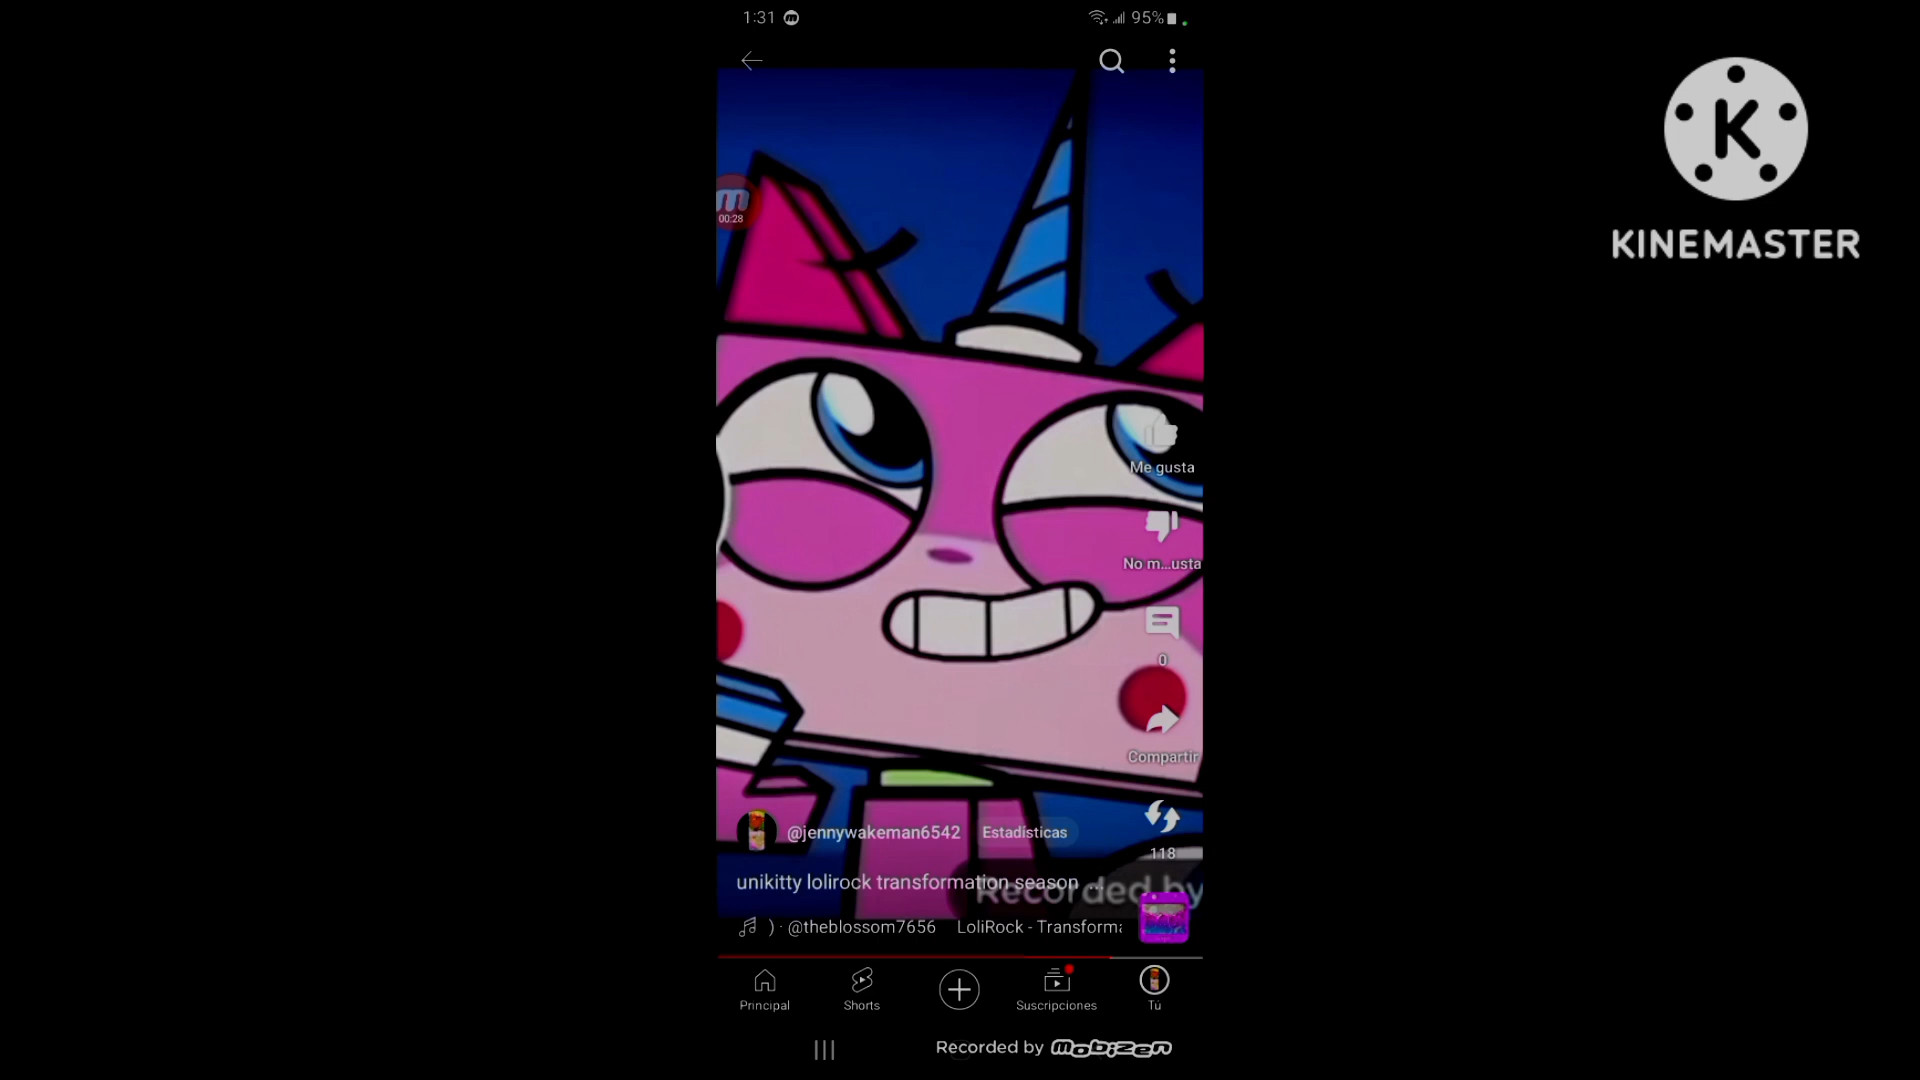 1:31
95%
K
KINEMASTER
m
00:28
Me gusta
No m...usta
0
Compartir
@jennywakeman6542 Estadísticas
118
unikitty lolirock transformation season ...
Recorded by
) · @theblossom7656 LoliRock - Transforma
Principal
Shorts
Suscripciones
Tú
Recorded by mobizen